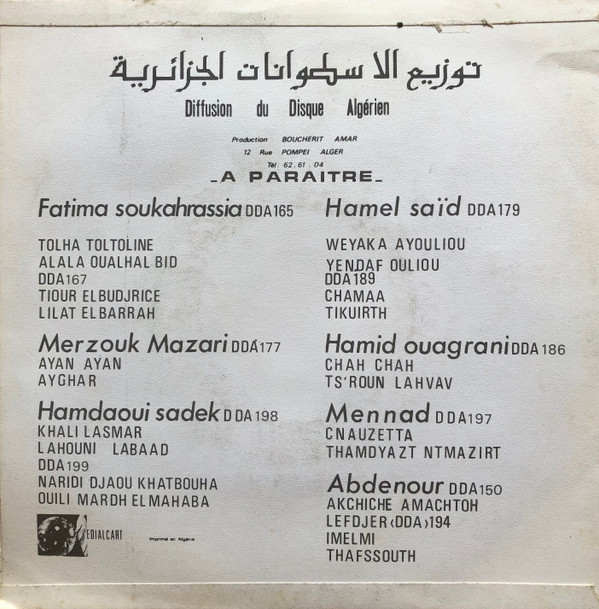 توزيع الاسطوانات الجزائرية
Diffusion du Disque Algérien
Production BOUCHERIT AMAR
12 Rue POMPEI ALGER
Tél: 62.61.04
_A PARAITRE_
Fatima soukahrassia DDA165
TOLHA TOLTOLINE
ALALA OUALHAL BID
DDA167
TIOUR ELBUDJRICE
LILAT ELBARRAH
Merzouk Mazari DDA177
AYAN AYAN
AYGHAR
Hamdaoui sadek DDA198
KHALI LASMAR
LAHOUNI LABAAD
DDA199
NARIDI DJAOU KHATBOUHA
OUILI MARDH ELMAHABA
Hamel saïd DDA179
WEYAKA AYOULIOU
YENDAF OULIOU
DDA189
CHAMAA
TIKUIRTH
Hamid ouagrani DDA186
CHAH CHAH
TS'ROUN LAHVAV
Mennad DDA197
CNAUZETTA
THAMDYAZT NTMAZIRT
Abdenour DDA150
AKCHICHE AMACHTOH
LEFDJER (DDA) 194
IMELMI
THAFSSOUTH
EDIALCART
Imprimé en Algérie